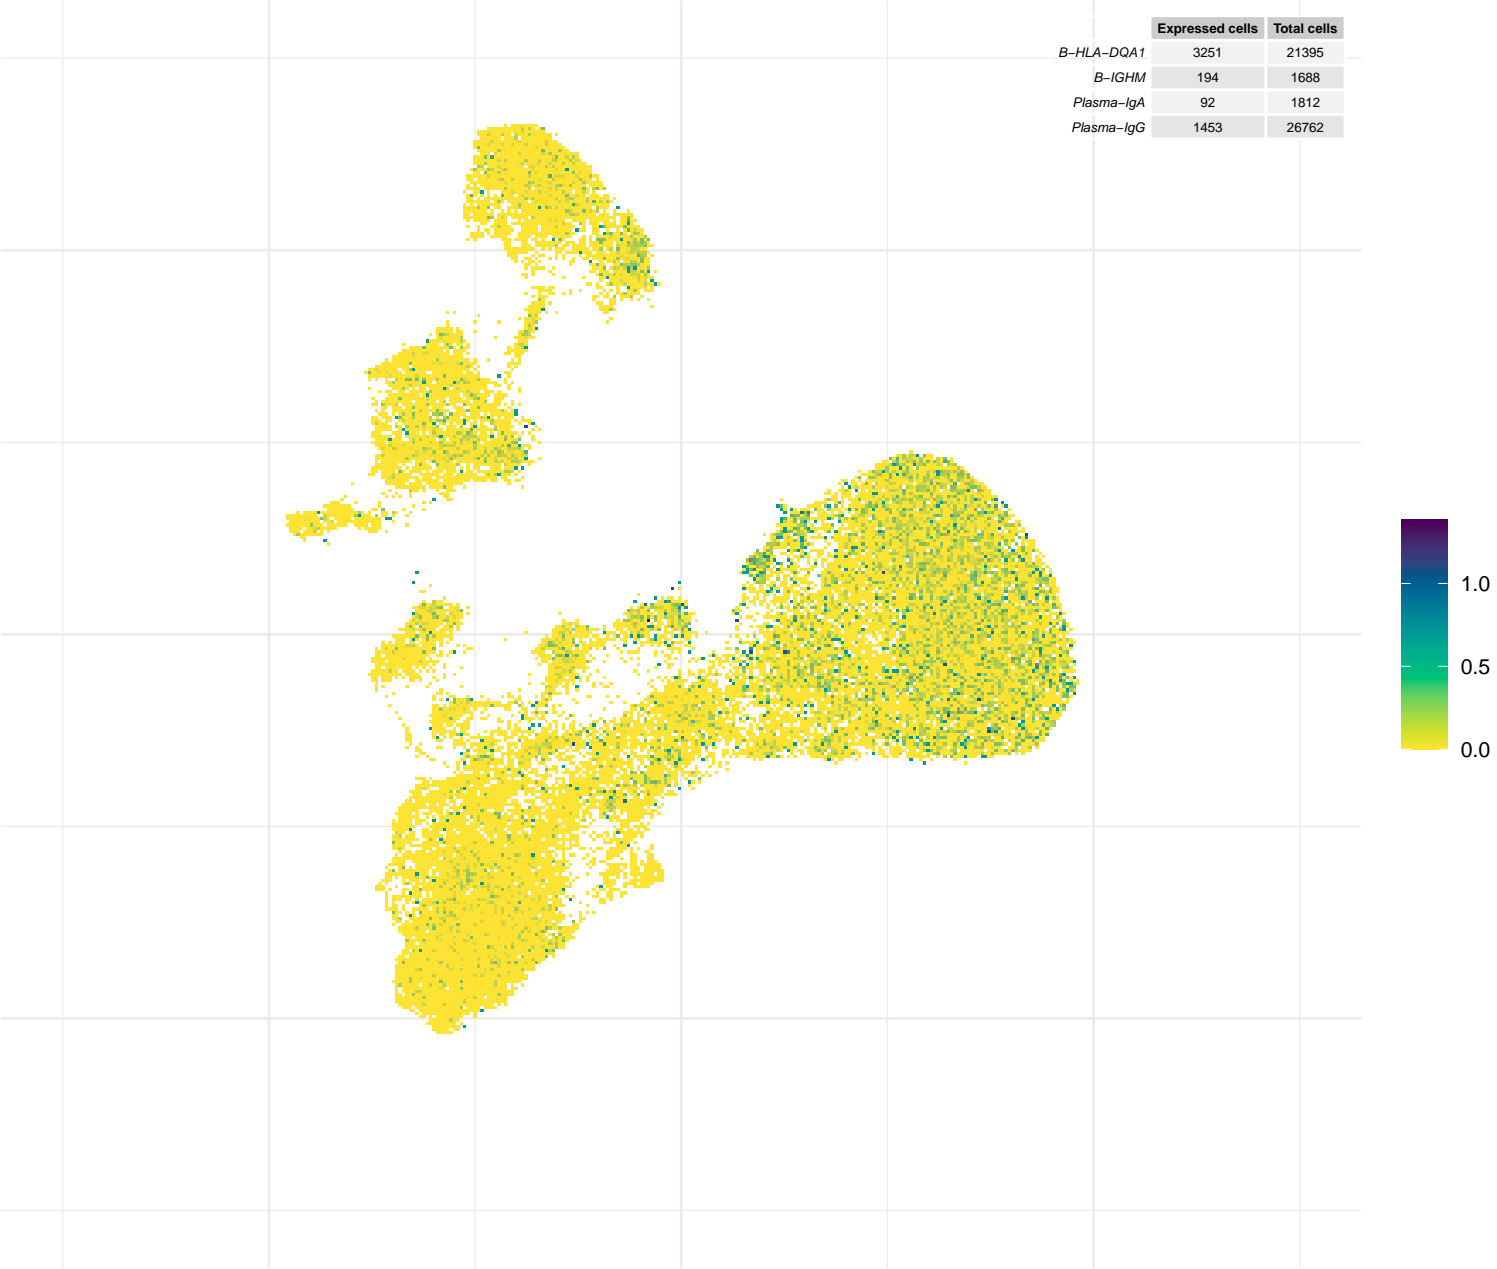 Expressed cells Total cells
B−HLA−DQA1 3251 21395
B−IGHM 194 1688
Plasma−IgA 92 1812
Plasma−IgG 1453 26762
1.0
0.5
0.0